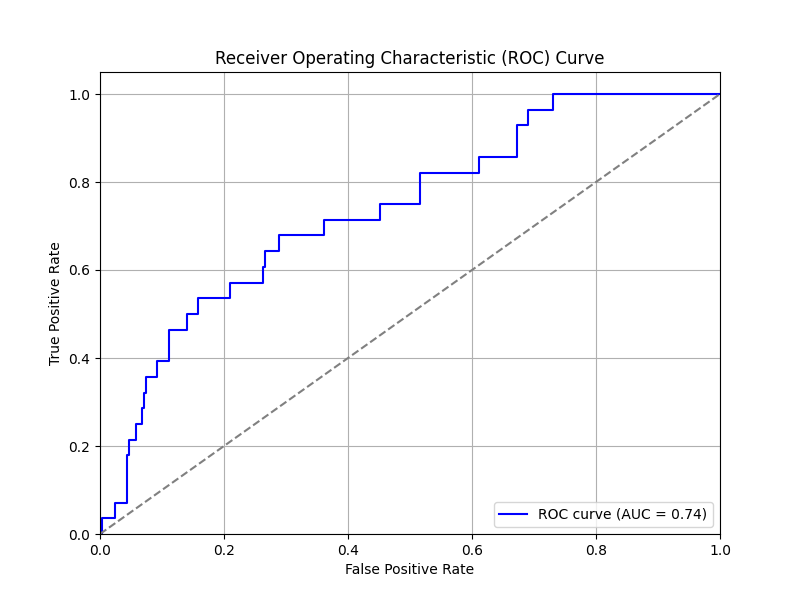 Receiver Operating Characteristic (ROC) Curve
True Positive Rate
1.0
0.8
0.6
0.4
0.2
0.0
ROC curve (AUC = 0.74)
0.0 0.2 0.4 0.6 0.8 1.0
False Positive Rate